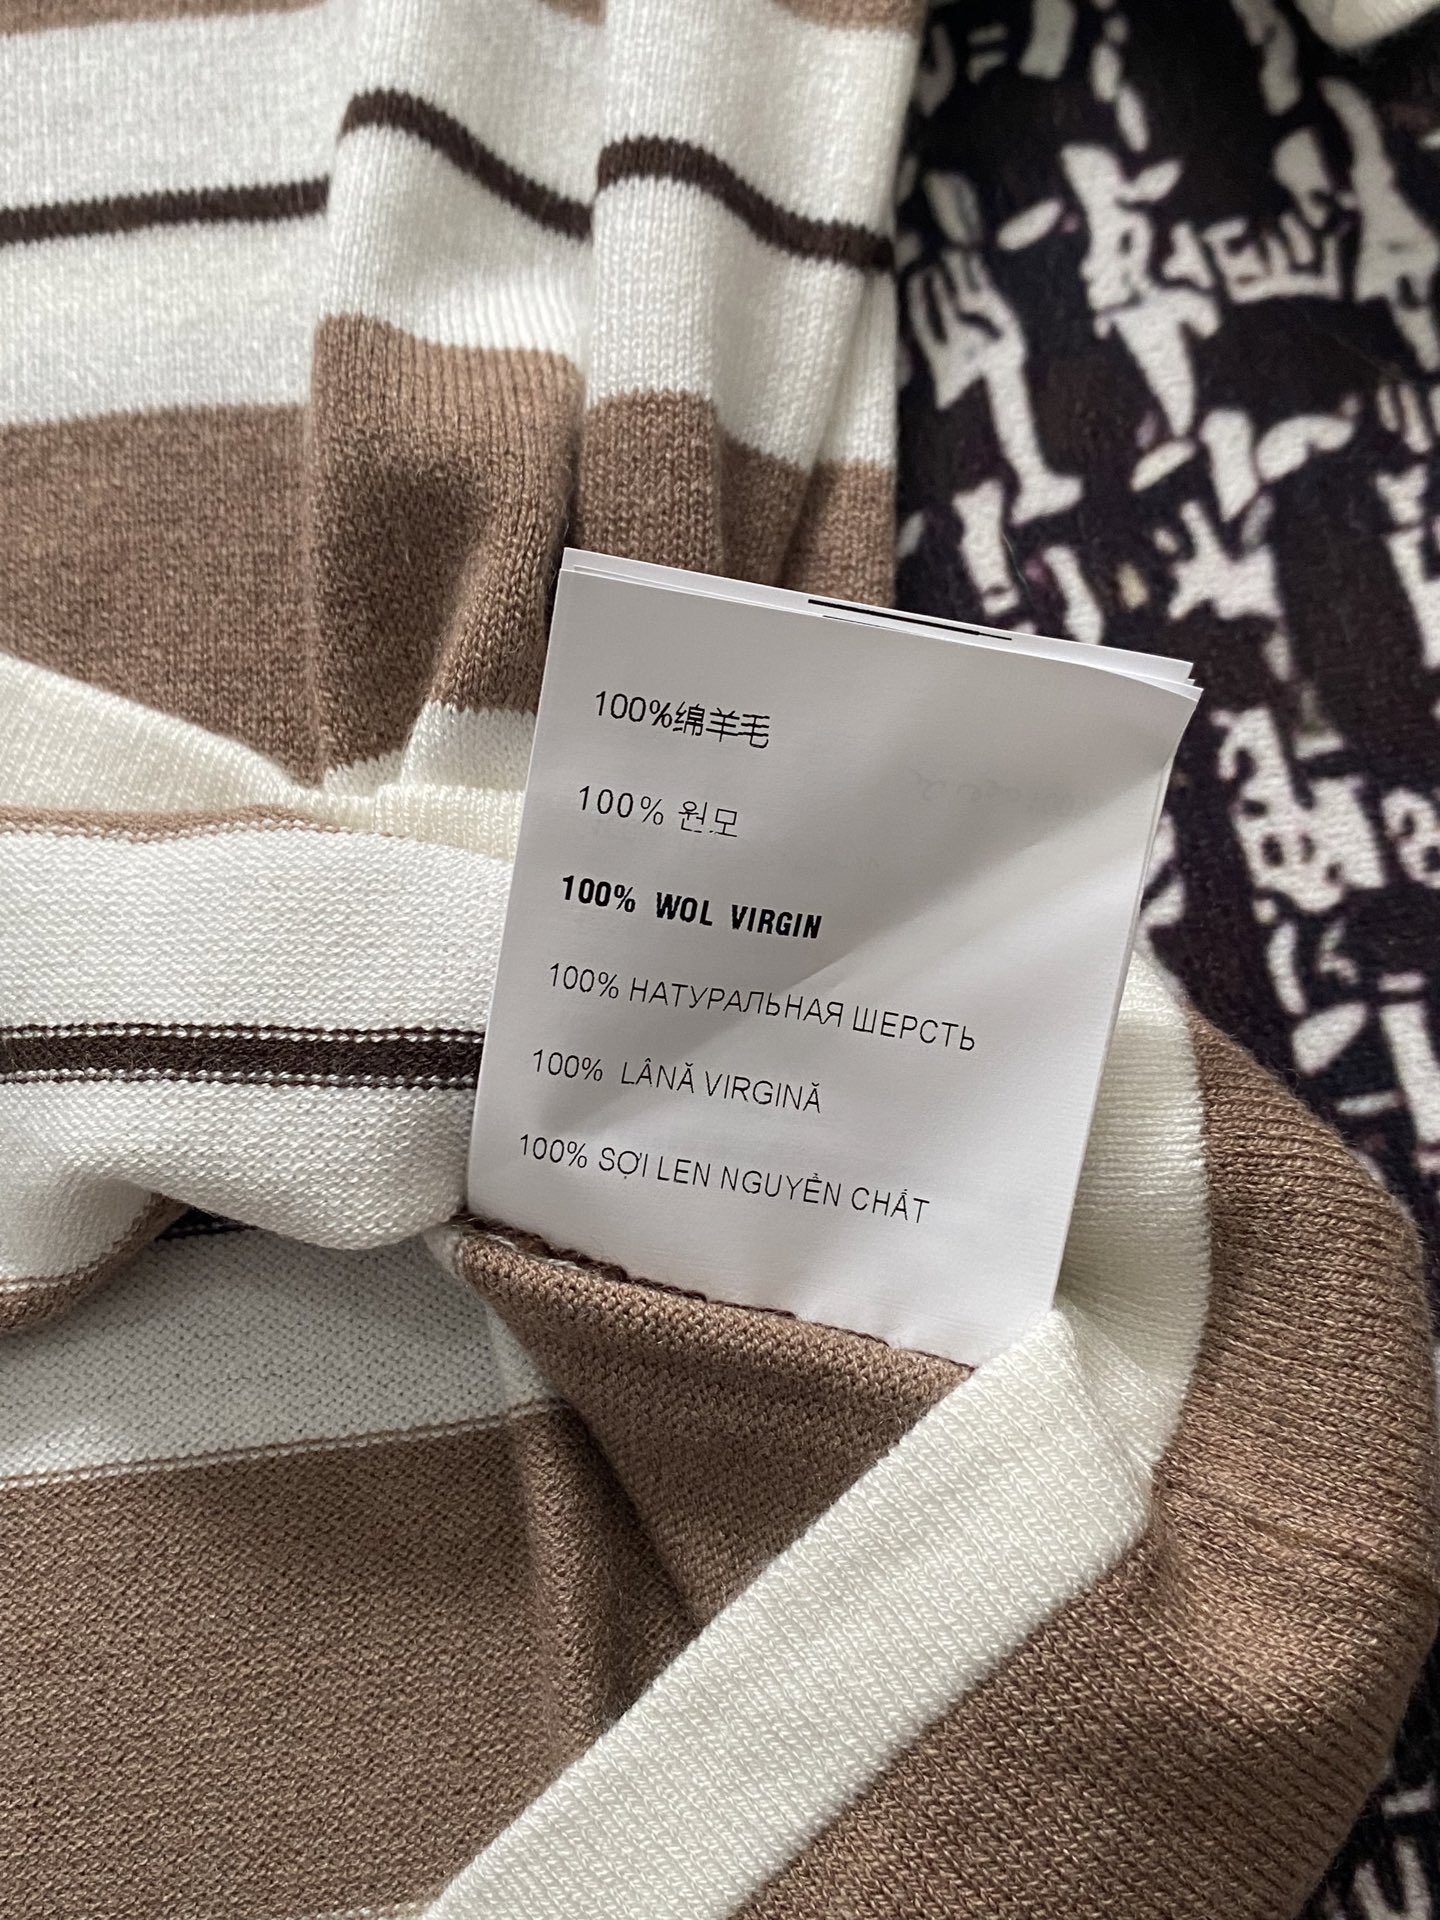 100%绵羊毛
100% 원모
100% WOL VIRGIN
100% НАТУРАЛЬНАЯ ШЕРСТЬ
100% LÂNĂ VIRGINĂ
100% SỢI LEN NGUYỀN CHẤT